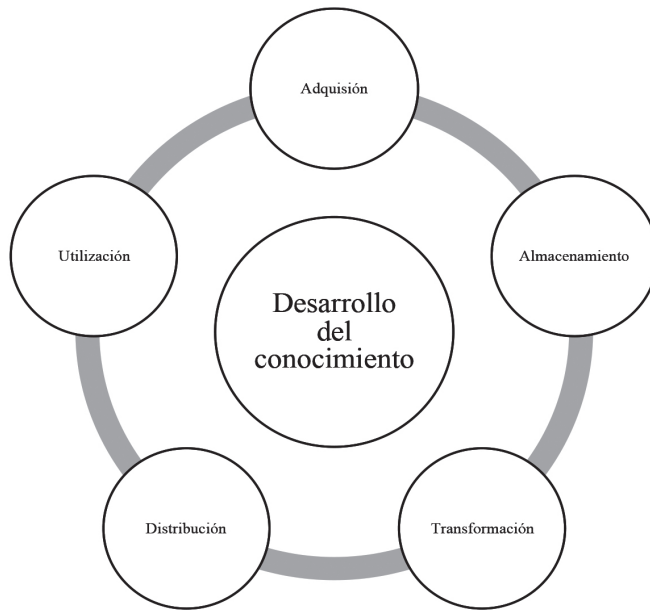 Adquisión
Almacenamiento
Transformación
Distribución
Utilización
Desarrollo
del
conocimiento